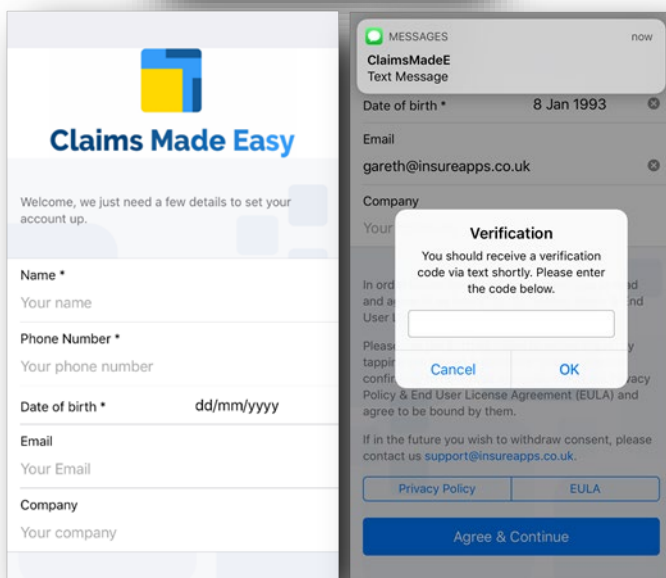 Claims Made Easy
Welcome, we just need a few details to set your
account up.
Name *
Your name
Phone Number *
Your phone number
Date of birth * dd/mm/yyyy
Email
Your Email
Company
Your company
MESSAGES now
ClaimsMadeE
Text Message
Date of birth * 8 Jan 1993
Email
gareth@insureapps.co.uk
Company
Your
Verification
You should receive a verification
code via text shortly. Please enter
the code below.
Cancel OK
In
and
User
Policy & End User License Agreement (EULA) and
agree to be bound by them.
If in the future you wish to withdraw consent, please
contact us support@insureapps.co.uk.
Privacy Policy EULA
Agree & Continue